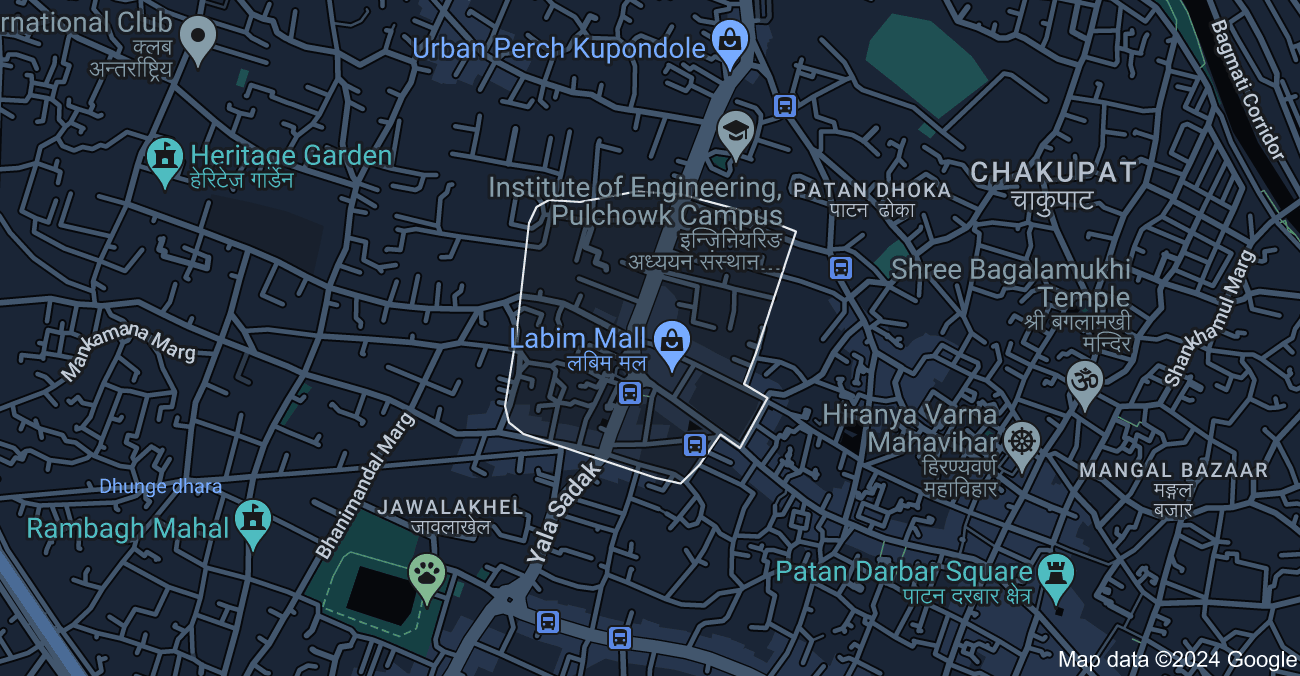 rnational Club
क्लब
अन्तर्राष्ट्रिय
Urban Perch Kupondole
Bagmati Corridor
Heritage Garden
हेरिटेज गार्डेन
Institute of Engineering,
Pulchowk Campus
इन्जिनियरिङ
अध्ययन संस्थान...
PATAN DHOKA
पाटन ढोका
CHAKUPAT
चाकुपाट
Shree Bagalamukhi
Temple
श्री बगलामखी
मन्दिर
Shankhamul Marg
Mankamana Marg
Labim Mall
लबिम मल
Hiranya Varna
Mahavihar
हिरण्यवर्ण
महाविहार
MANGAL BAZAAR
मङ्गल
बजार
Bhanimandal Marg
Dhunge dhara
Rambagh Mahal
JAWALAKHEL
जावलाखेल
Yala Sadak
Patan Darbar Square
पाटन दरबार क्षेत्र
Map data ©2024 Google